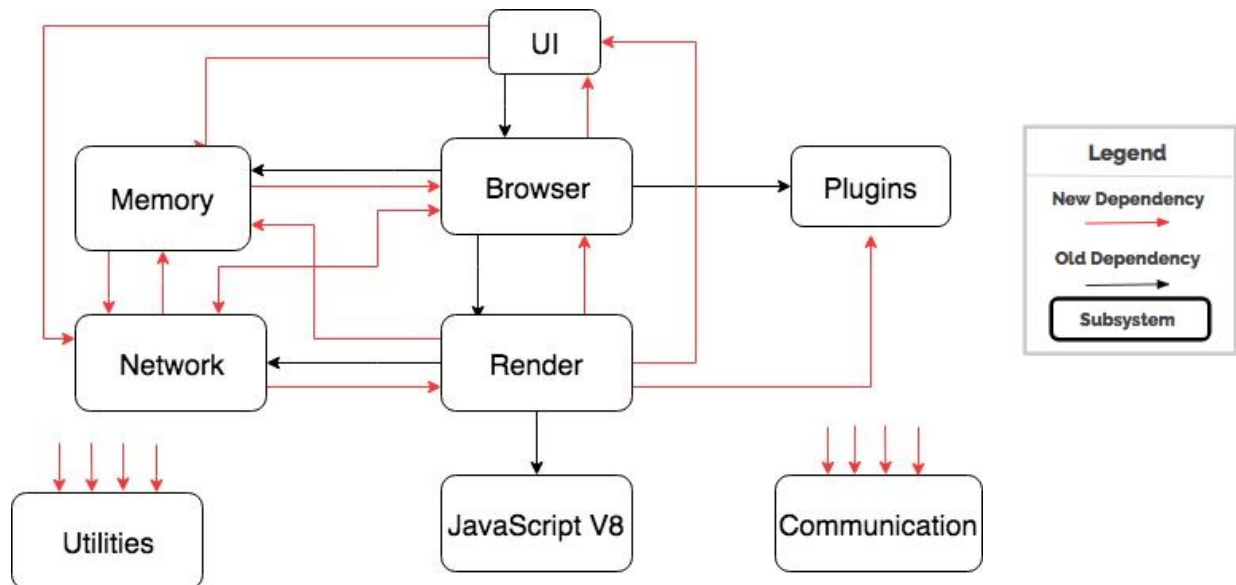 UI
Memory
Browser
Plugins
Legend
New Dependency
Old Dependency
Subsystem
Network
Render
Utilities
JavaScript V8
Communication